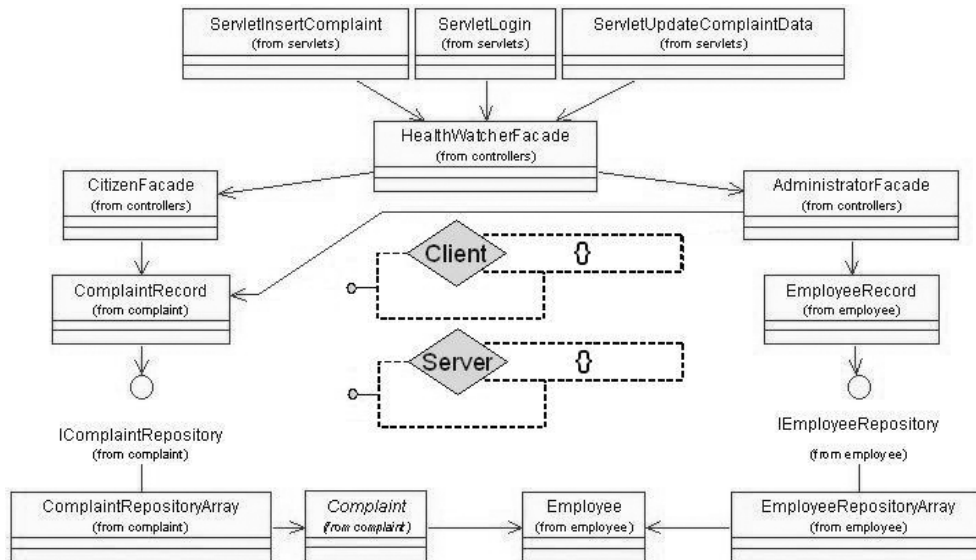 ServletInsertComplaint
(from servlets)
ServletLogin
(from servlets)
ServletUpdateComplaintData
(from servlets)
HealthWatcherFacade
(from controllers)
CitizenFacade
(from controllers)
AdministratorFacade
(from controllers)
Client
{}
ComplaintRecord
(from complaint)
EmployeeRecord
(from employee)
Server
{}
IComplaintRepository
(from complaint)
IEmployeeRepository
(from employee)
ComplaintRepositoryArray
(from complaint)
Complaint
(from complaint)
Employee
(from employee)
EmployeeRepositoryArray
(from employee)